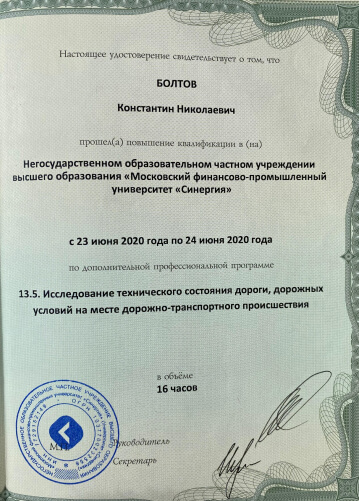 Настоящее удостоверение свидетельствует о том, что
БОЛТОВ
Константин Николаевич
прошел(а) повышение квалификации в (на)
Негосударственном образовательном частном учреждении
высшего образования «Московский финансово-промышленный
университет «Синергия»
с 23 июня 2020 года по 24 июня 2020 года
по дополнительной профессиональной программе
13.5. Исследование технического состояния дороги, дорожных
условий на месте дорожно-транспортного происшествия
в объёме
16 часов
Руководитель
Секретарь